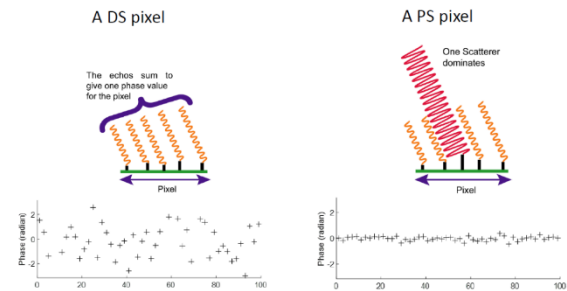 A DS pixel
A PS pixel
The echos sum to
give one phase value
for the pixel
Pixel
One Scatterer
dominates
Pixel
Phase (radian)
2
0
-2
0
20
40
60
80
100
Phase (radian)
2
0
-2
0
20
40
60
80
100